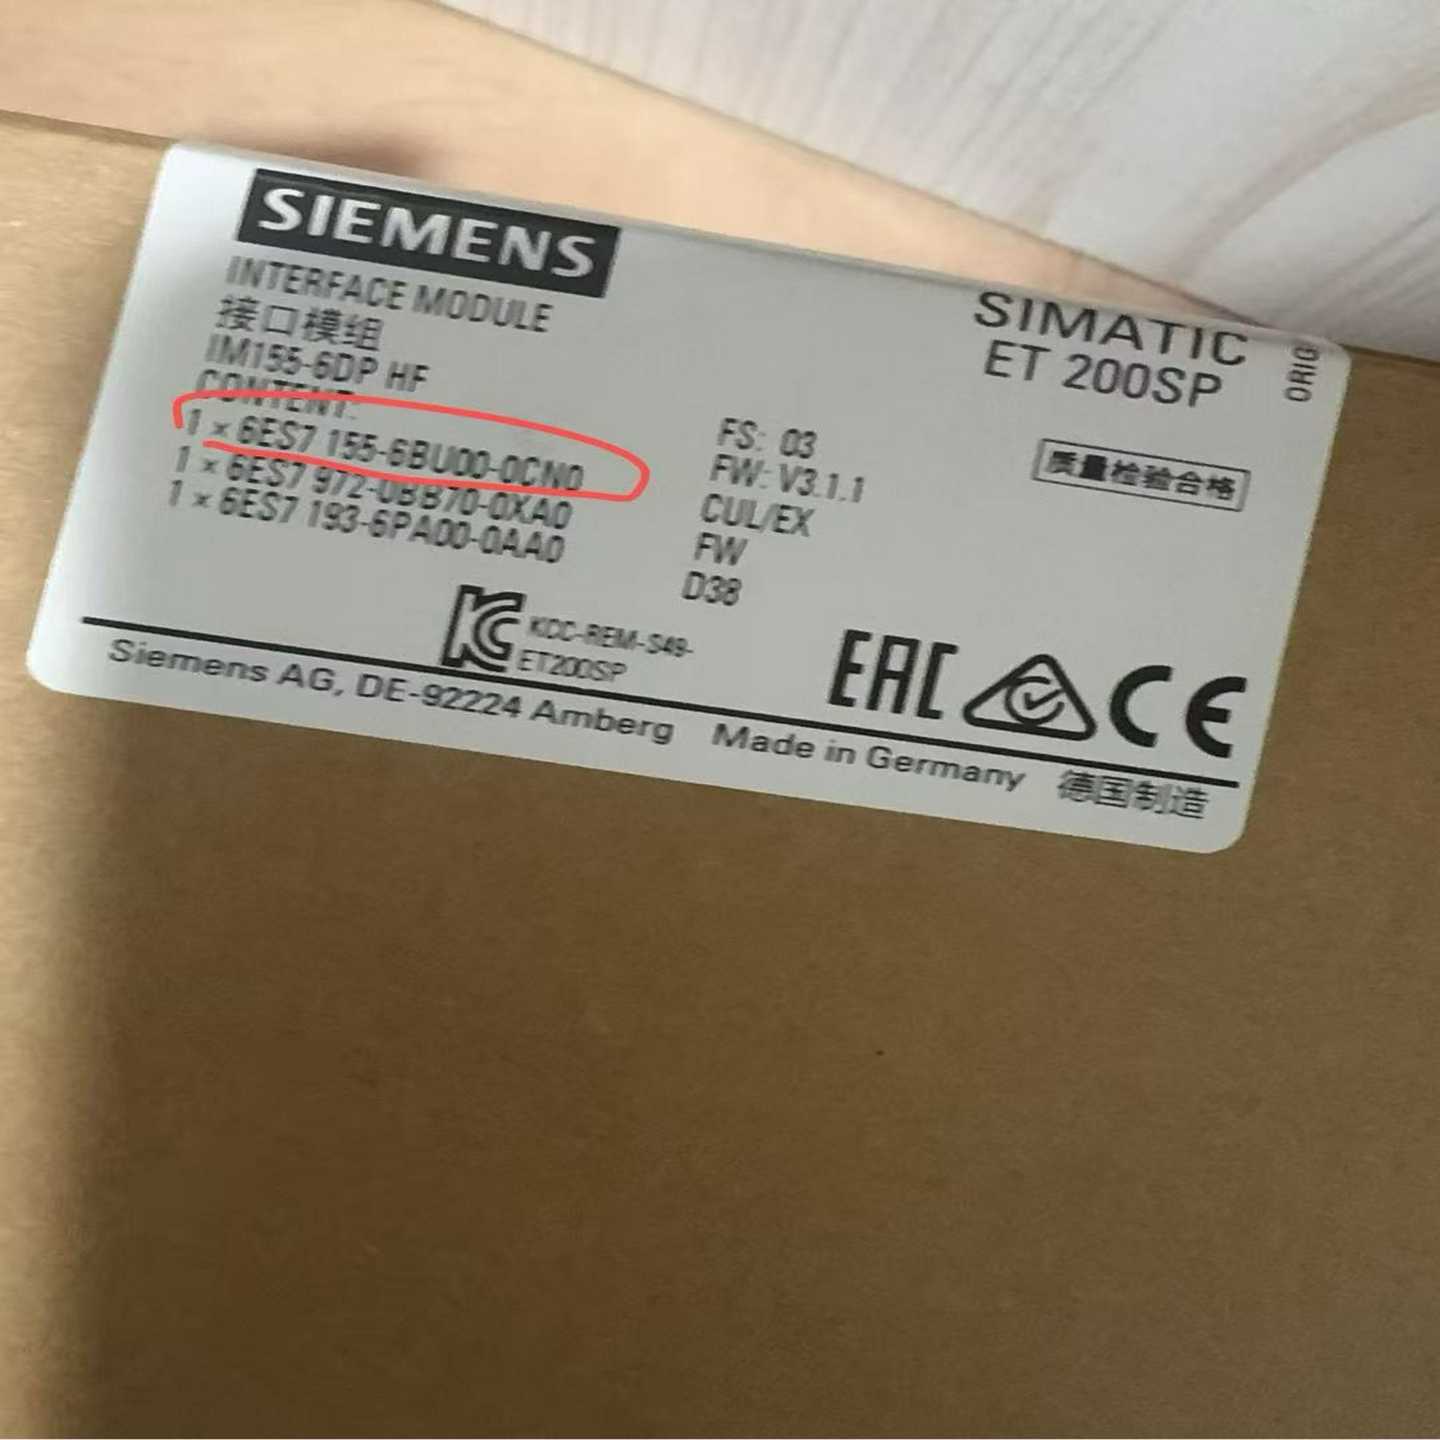 SIEMENS
INTERFACE MODULE
接口模组
IM155-6DP HF
CONTENT:
1 × 6ES7 155-6BU00-0CN0
1 × 6ES7 972-0BB70-0XA0
1 × 6ES7 193-6PA00-0AA0
SIMATIC
ET 200SP
ORIG
FS: 03
FW: V3.1.1
CUL/EX
FW
D38
质量检验合格
KCC-REM-S49-
ET200SP
EAC
CE
Siemens AG, DE-92224 Amberg Made in Germany 德国制造